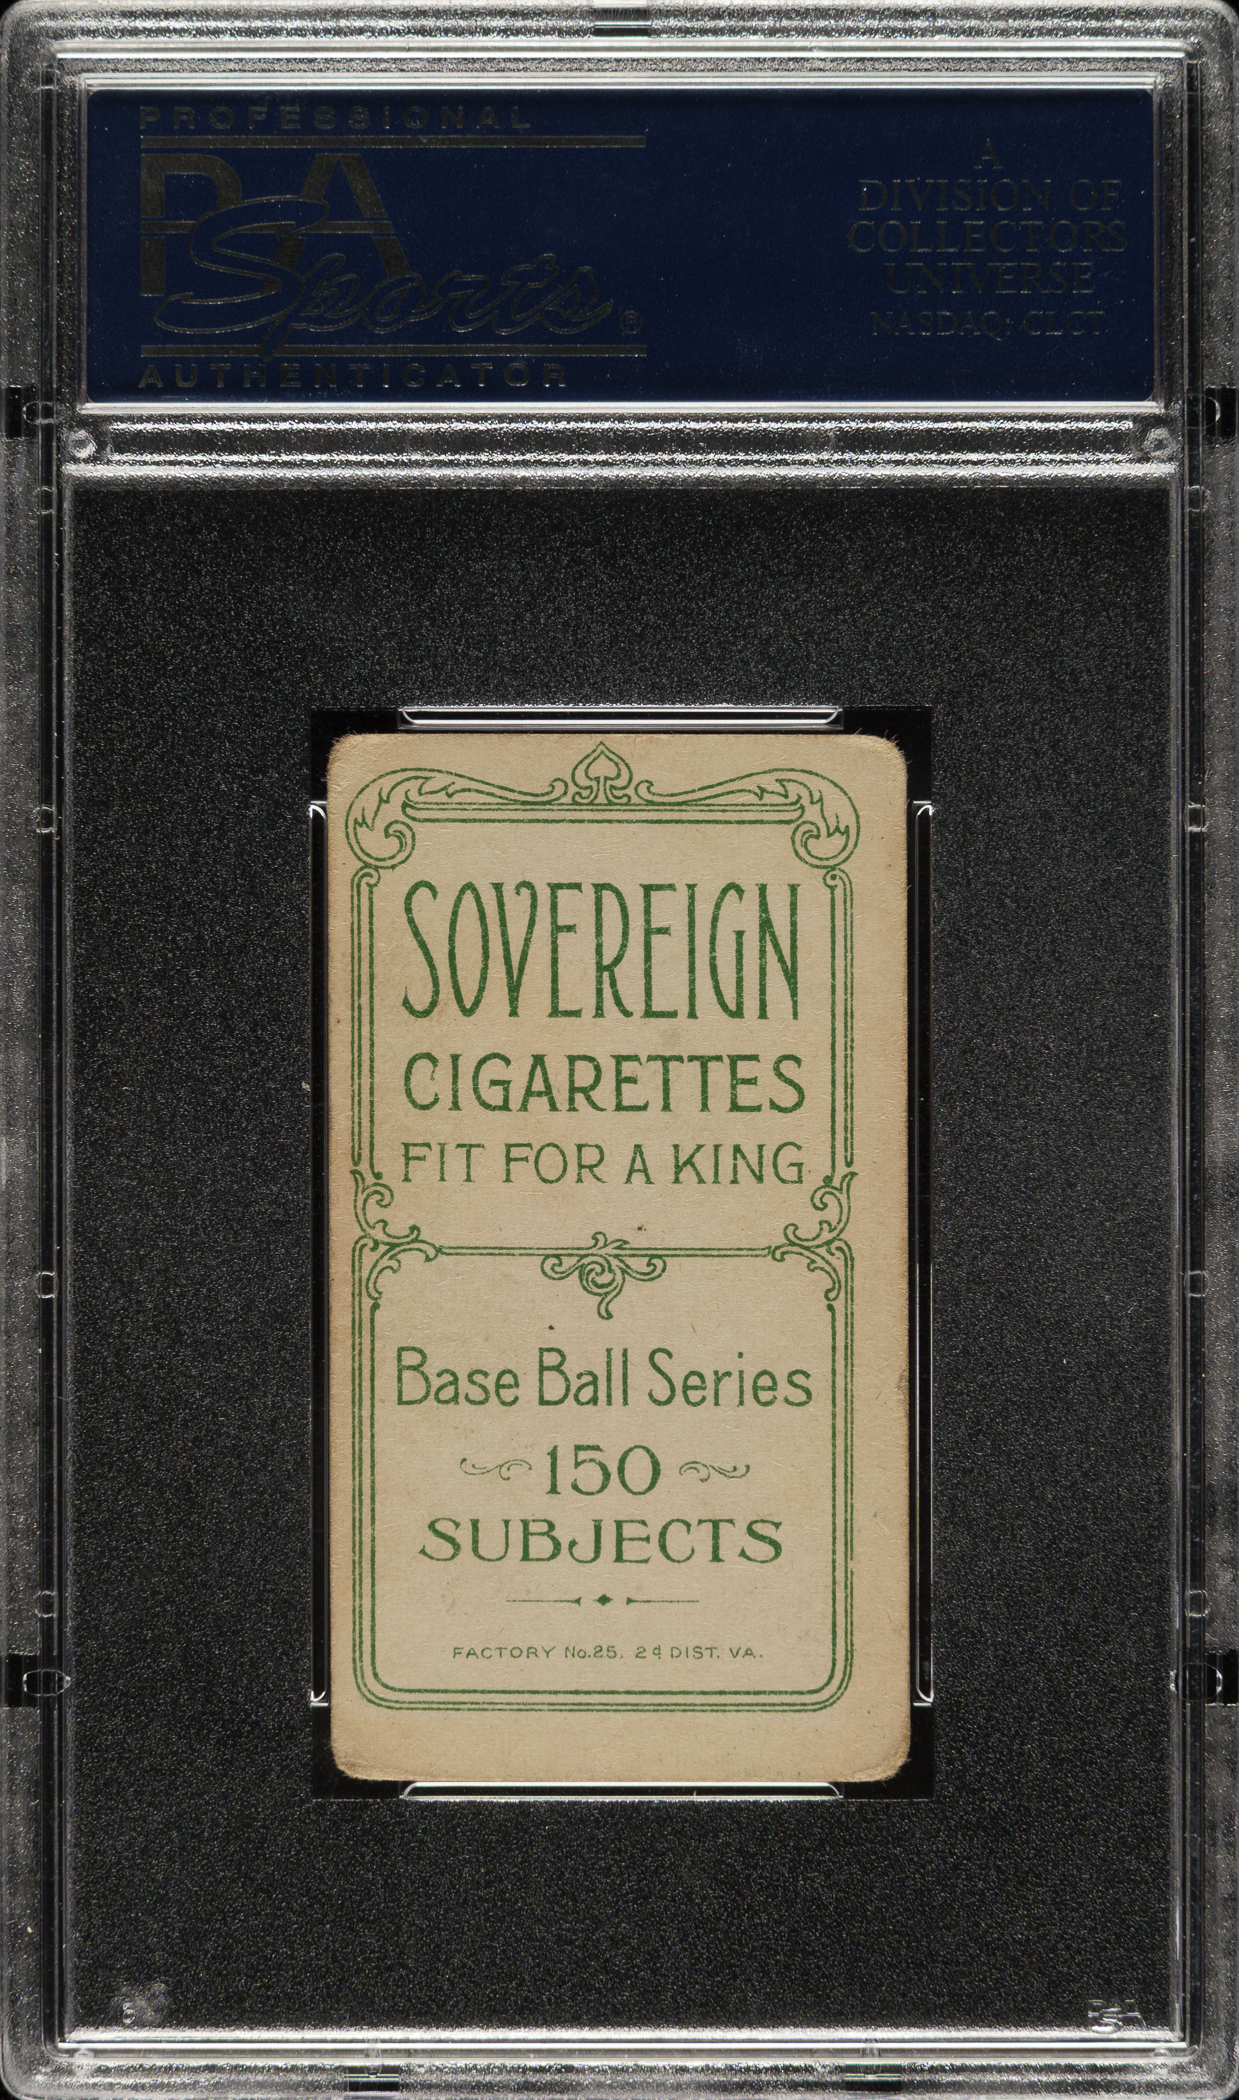 PROFESSIONAL
PSA
Sports®
AUTHENTICATOR
A
DIVISION OF
COLLECTORS
UNIVERSE
NASDAQ: CLCT
SOVEREIGN
CIGARETTES
FIT FOR A KING
Base Ball Series
150
SUBJECTS
FACTORY No.25, 2d DIST. VA.
PSA